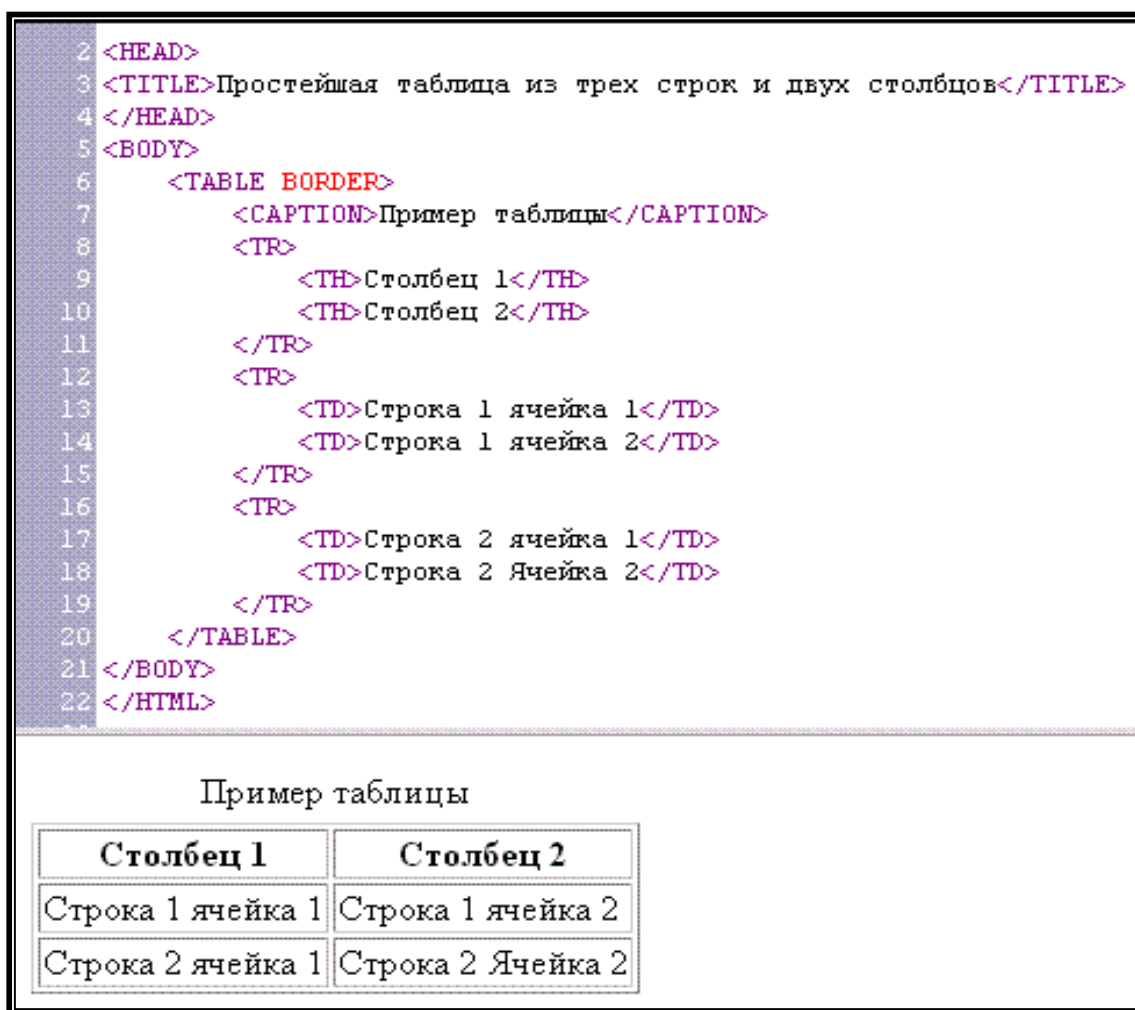 2 <HEAD>
3 <TITLE>Простейшая таблица из трех строк и двух столбцов</TITLE>
4 </HEAD>
5 <BODY>
6 <TABLE BORDER>
7 <CAPTION>Пример таблицы</CAPTION>
8 <TR>
9 <TH>Столбец 1</TH>
10 <TH>Столбец 2</TH>
11 </TR>
12 <TR>
13 <TD>Строка 1 ячейка 1</TD>
14 <TD>Строка 1 ячейка 2</TD>
15 </TR>
16 <TR>
17 <TD>Строка 2 ячейка 1</TD>
18 <TD>Строка 2 Ячейка 2</TD>
19 </TR>
20 </TABLE>
21 </BODY>
22 </HTML>
Пример таблицы
Столбец 1 Столбец 2
Строка 1 ячейка 1 Строка 1 ячейка 2
Строка 2 ячейка 1 Строка 2 Ячейка 2